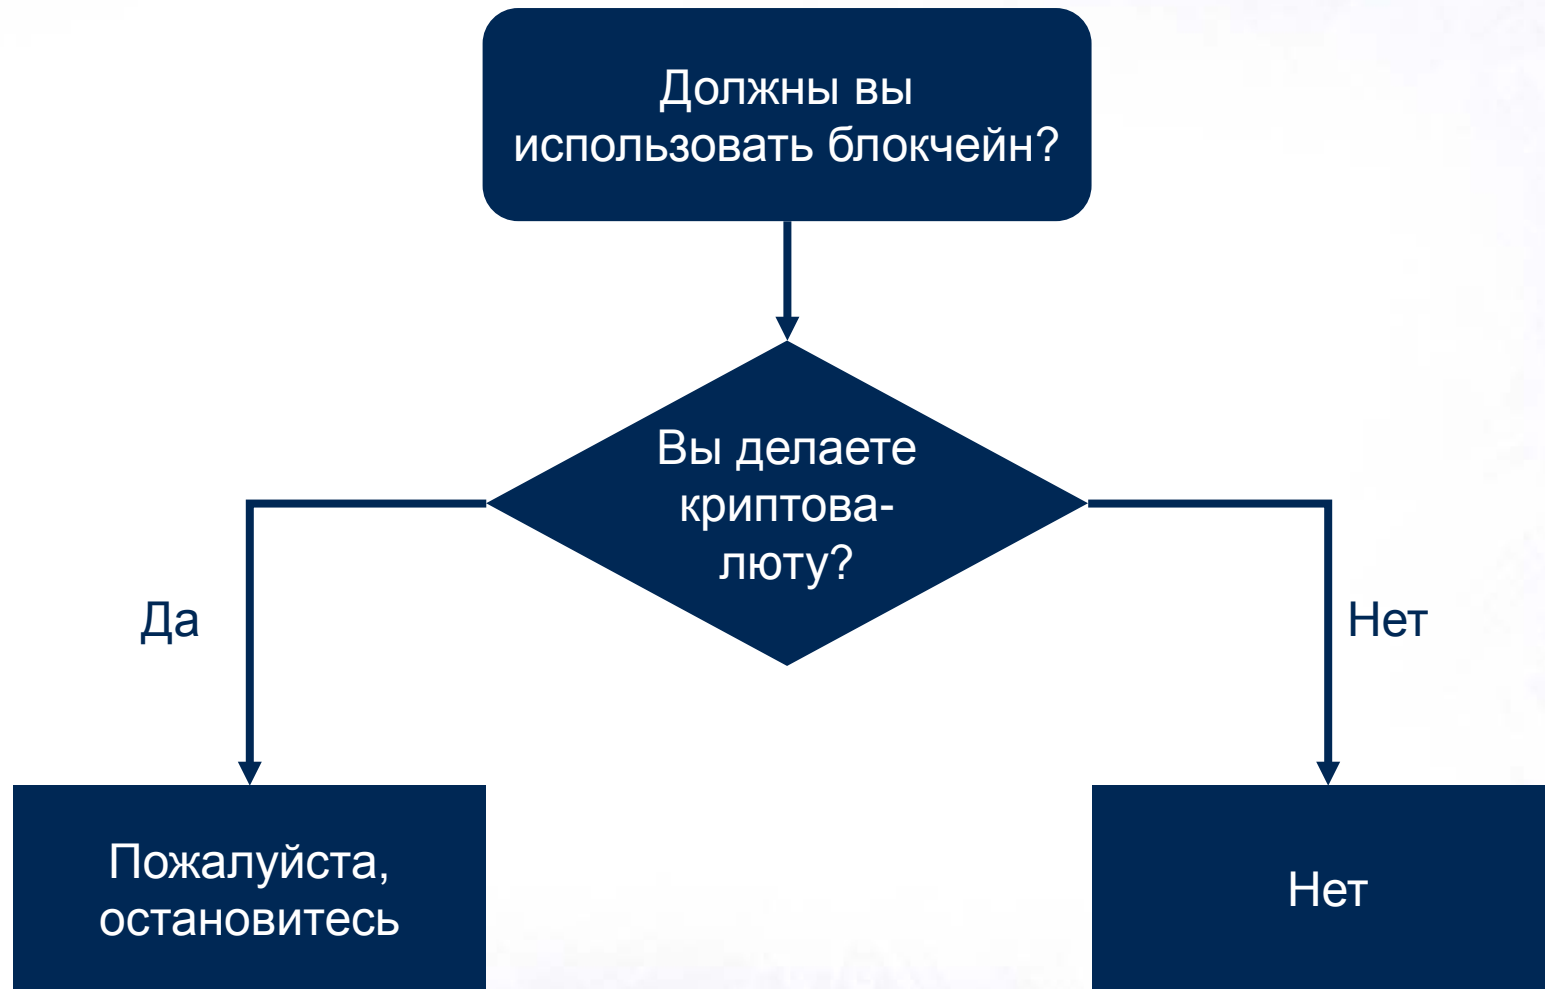 Должны вы
использовать блокчейн?
Вы делаете
криптова-
люту?
Да
Нет
Пожалуйста,
остановитесь
Нет